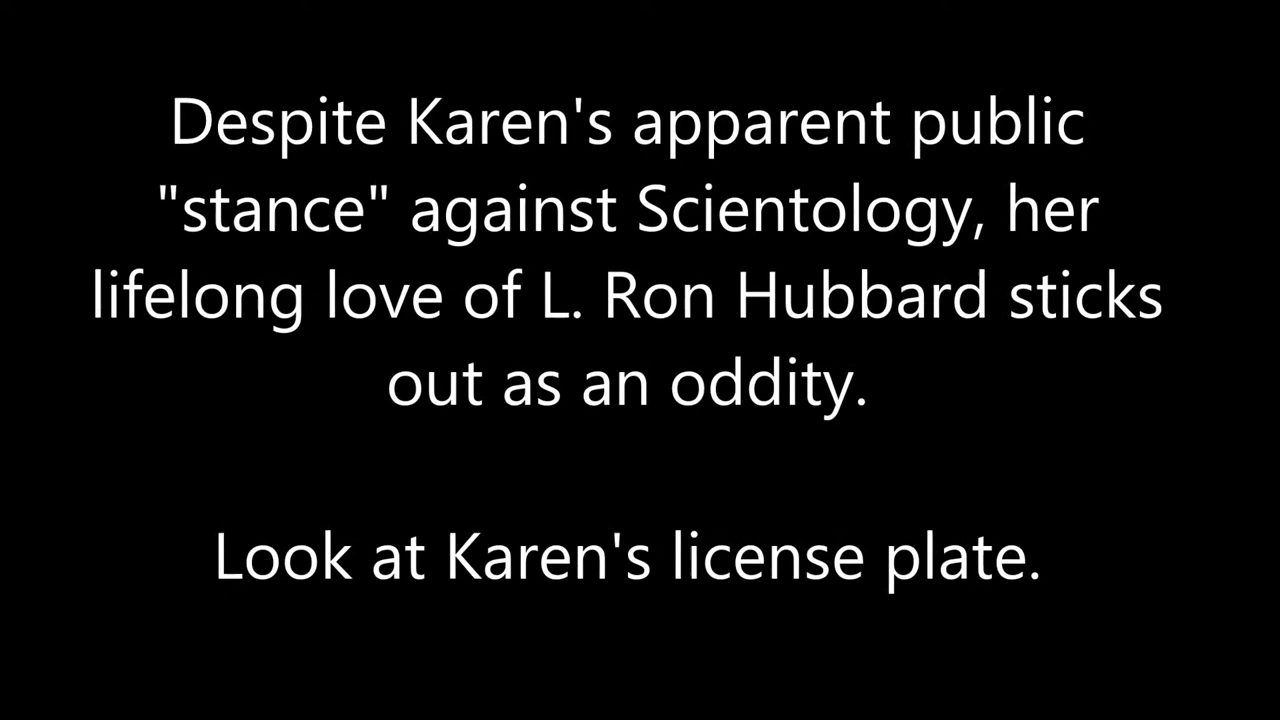 Despite Karen's apparent public
"stance" against Scientology, her
lifelong love of L. Ron Hubbard sticks
out as an oddity.
Look at Karen's license plate.